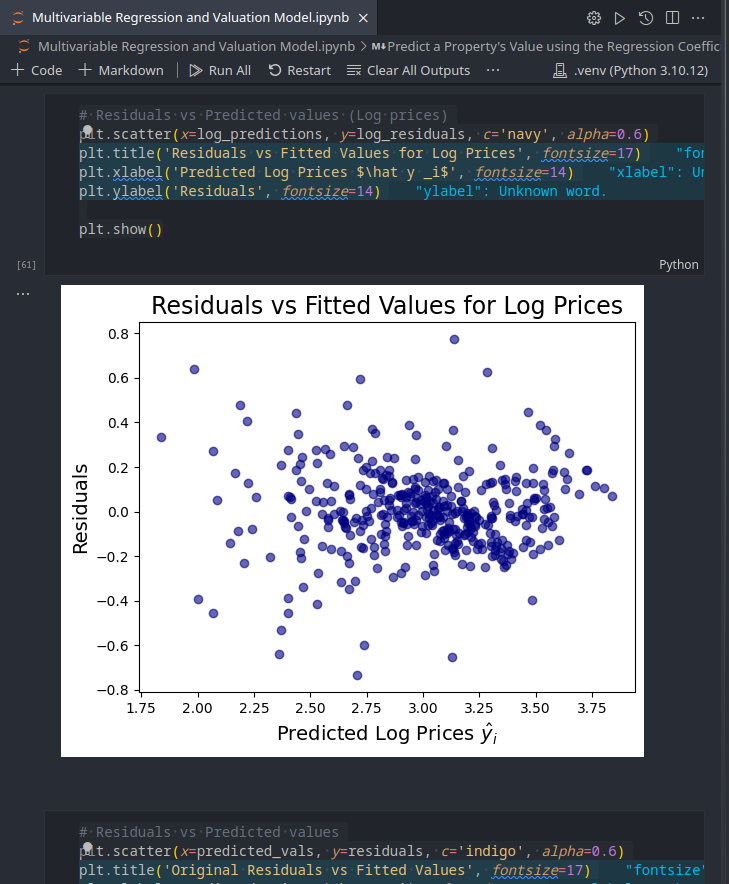 Multivariable Regression and Valuation Model.ipynb ×
Multivariable Regression and Valuation Model.ipynb > M↓Predict a Property's Value using the Regression Coeffic
+ Code + Markdown Run All Restart Clear All Outputs ··· .venv (Python 3.10.12)
# Residuals vs Predicted values (Log prices)
plt.scatter(x=log_predictions, y=log_residuals, c='navy', alpha=0.6)
plt.title('Residuals vs Fitted Values for Log Prices', fontsize=17) "for
plt.xlabel('Predicted Log Prices $\hat y _i$', fontsize=14) "xlabel": Un
plt.ylabel('Residuals', fontsize=14) "ylabel": Unknown word.
plt.show()
[61]
Python
···
Residuals vs Fitted Values for Log Prices
0.8
0.6
0.4
0.2
0.0
−0.2
−0.4
−0.6
−0.8
Residuals
1.75 2.00 2.25 2.50 2.75 3.00 3.25 3.50 3.75
Predicted Log Prices ŷᵢ
# Residuals vs Predicted values
plt.scatter(x=predicted_vals, y=residuals, c='indigo', alpha=0.6)
plt.title('Original Residuals vs Fitted Values', fontsize=17) "fontsize"